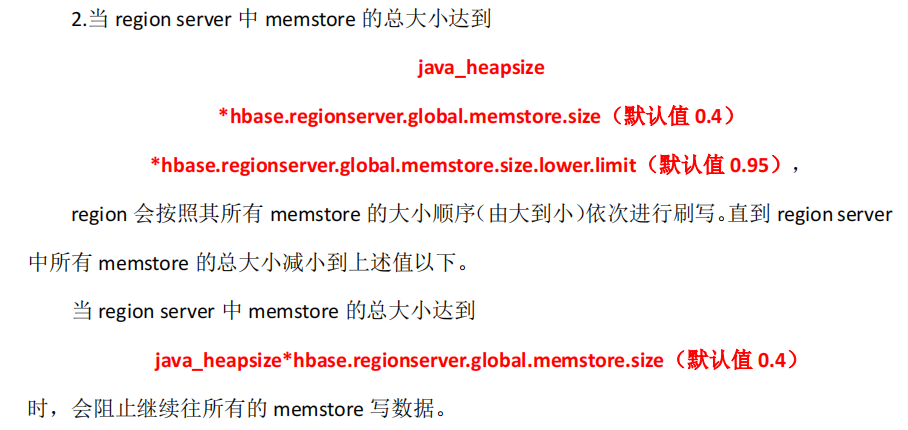 2.当 region server 中 memstore 的总大小达到
java_heapsize
*hbase.regionserver.global.memstore.size（默认值 0.4）
*hbase.regionserver.global.memstore.size.lower.limit（默认值 0.95），
region 会按照其所有 memstore 的大小顺序（由大到小）依次进行刷写。直到 region server
中所有 memstore 的总大小减小到上述值以下。
当 region server 中 memstore 的总大小达到
java_heapsize*hbase.regionserver.global.memstore.size（默认值 0.4）
时，会阻止继续往所有的 memstore 写数据。